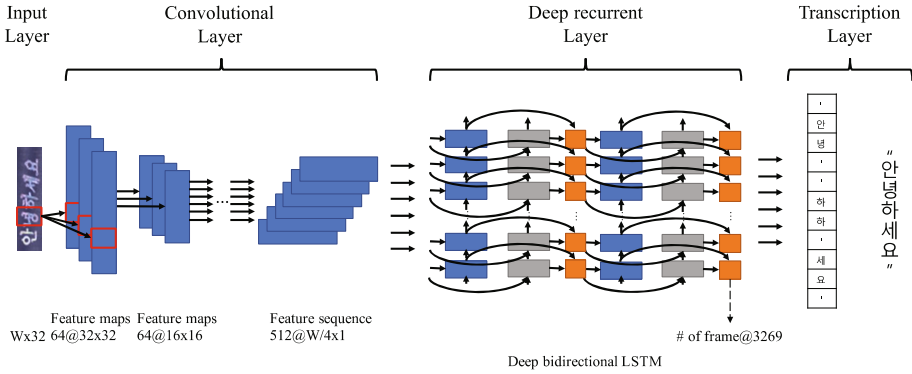 Input
Layer
Convolutional
Layer
Deep recurrent
Layer
Transcription
Layer
안녕하세요
...
...
...
-
안
녕
-
-
하
하
-
세
요
-
"안녕하세요"
Wx32
Feature maps
64@32x32
Feature maps
64@16x16
Feature sequence
512@W/4x1
# of frame@3269
Deep bidirectional LSTM